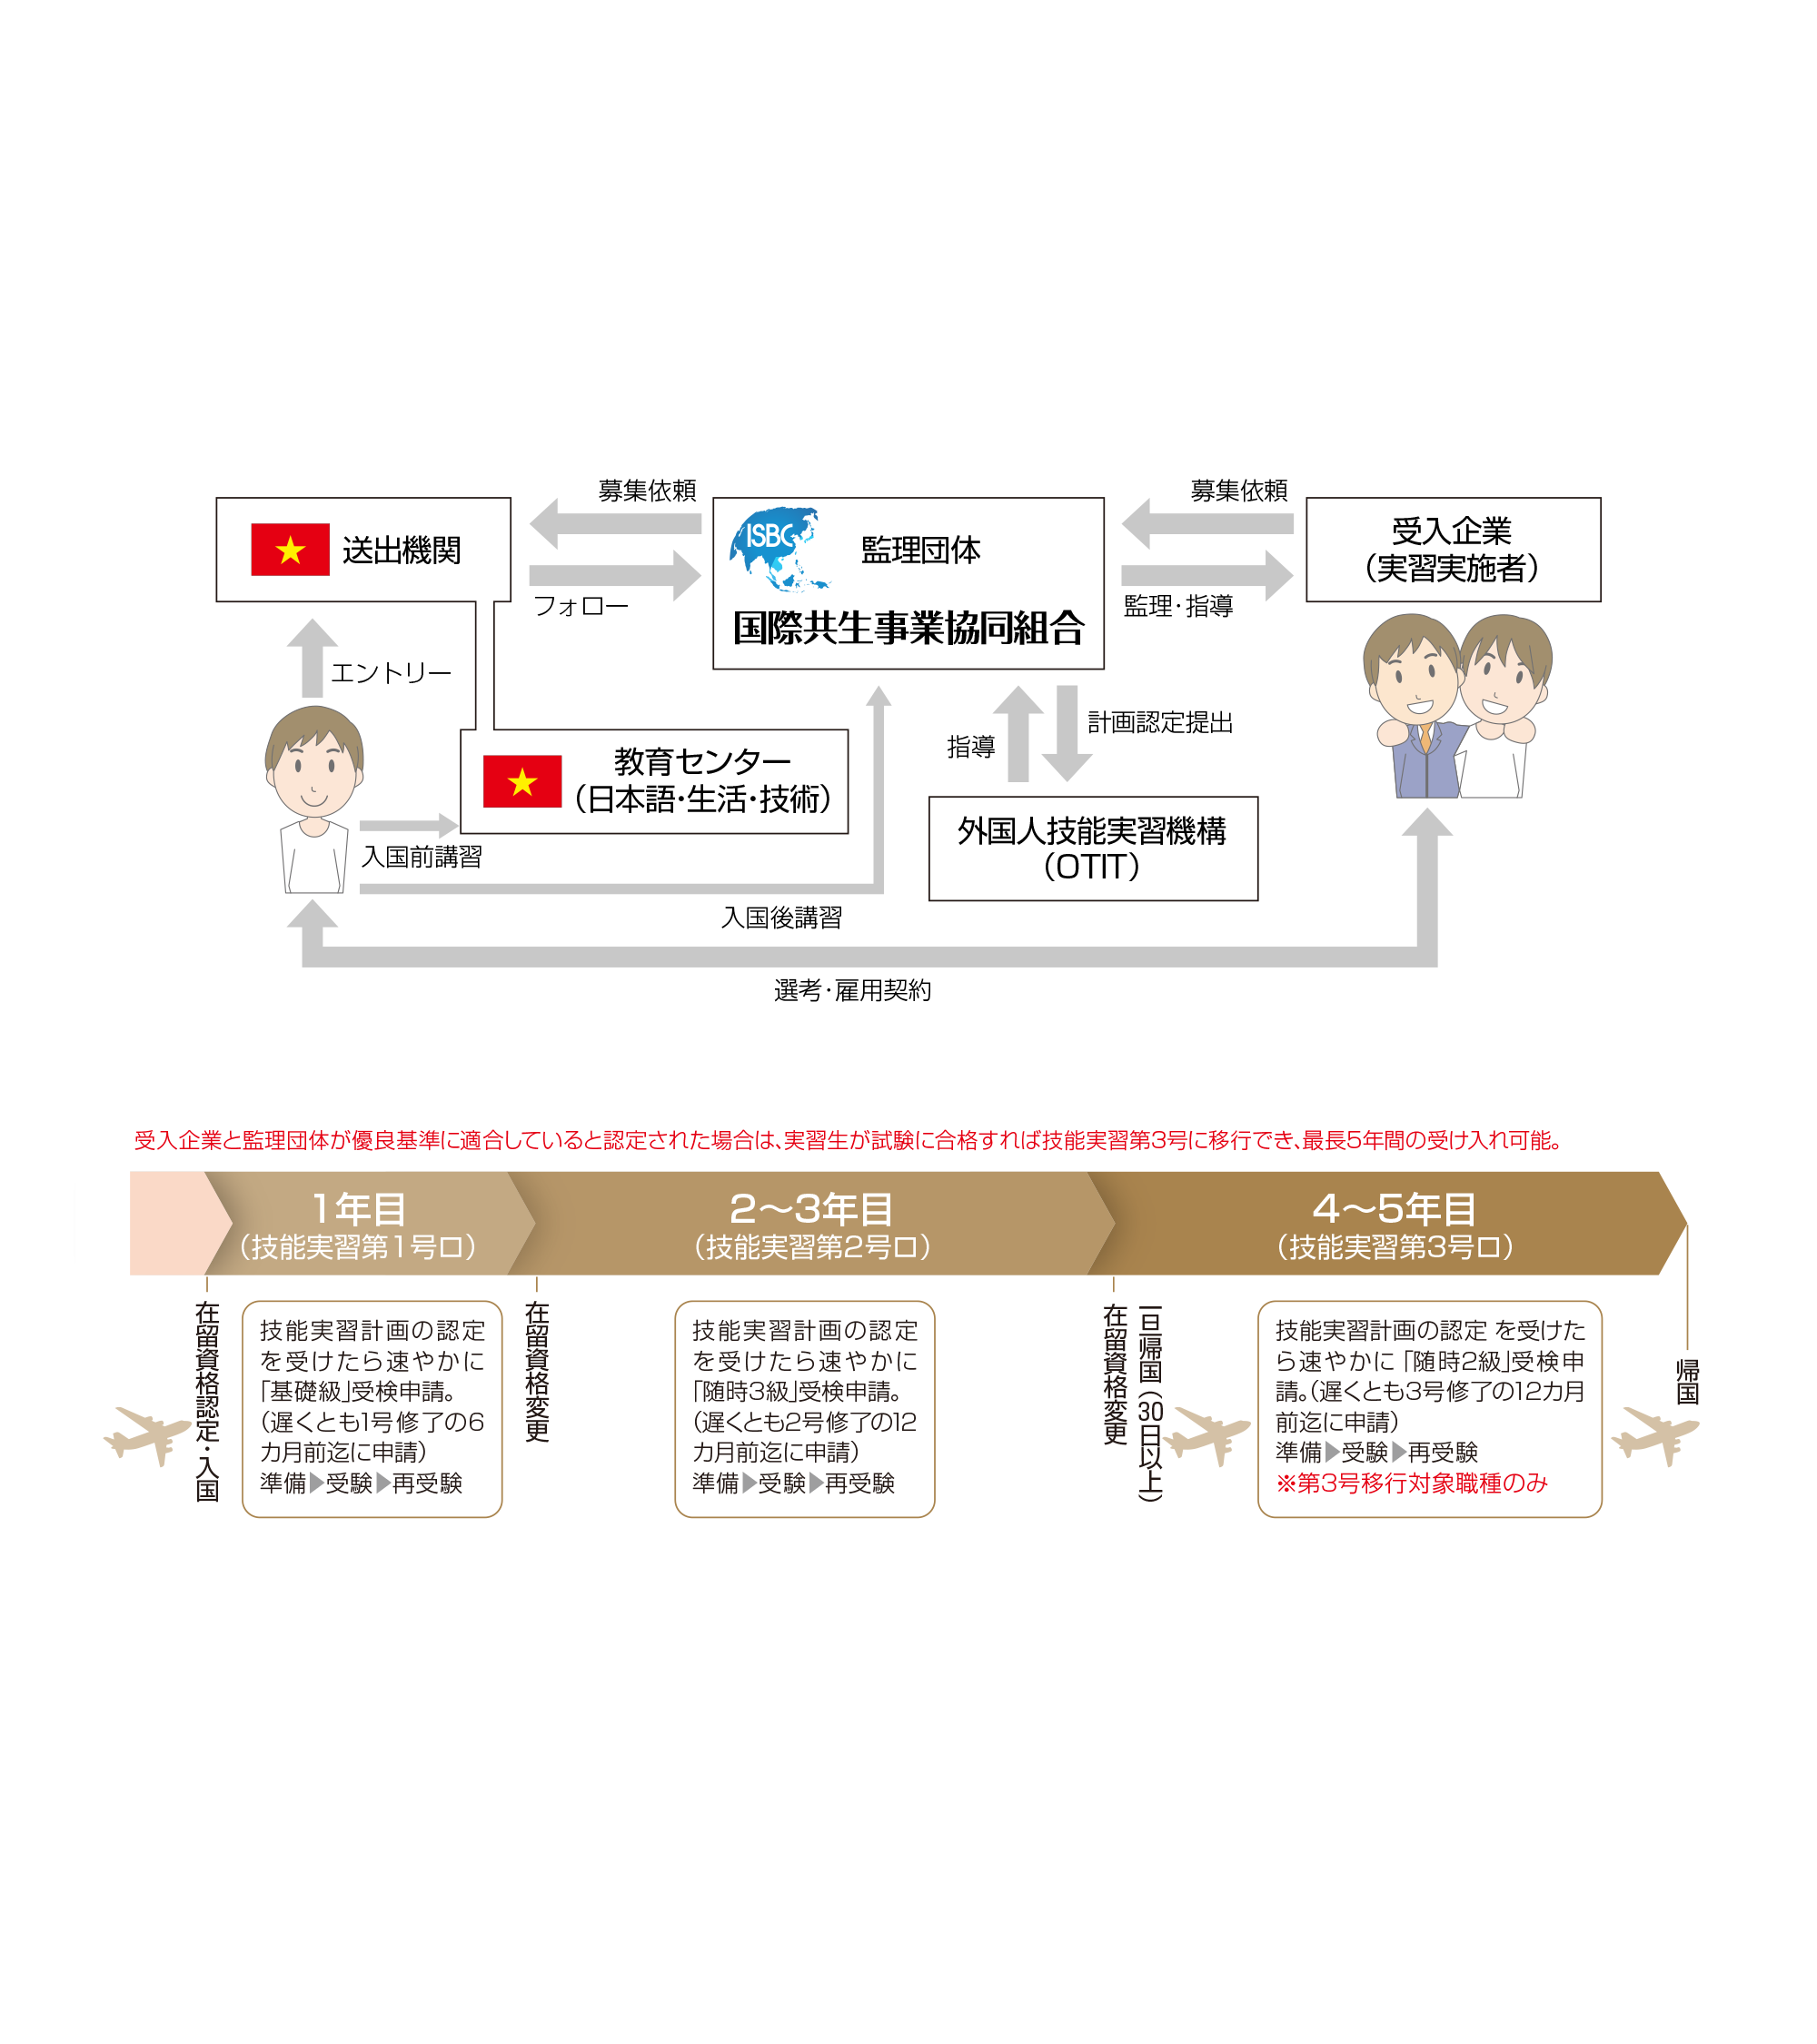 募集依頼
募集依頼
送出機関
ISBC
監理団体
国際共生事業協同組合
受入企業
（実習実施者）
フォロー
監理・指導
エントリー
教育センター
（日本語・生活・技術）
指導
計画認定提出
外国人技能実習機構
（OTIT）
入国前講習
入国後講習
選考・雇用契約
受入企業と監理団体が優良基準に適合していると認定された場合は、実習生が試験に合格すれば技能実習第3号に移行でき、最長5年間の受け入れ可能。
1年目
（技能実習第1号ロ）
2〜3年目
（技能実習第2号ロ）
4〜5年目
（技能実習第3号ロ）
在留資格認定・入国
技能実習計画の認定
を受けたら速やかに
「基礎級」受検申請。
（遅くとも1号修了の6
カ月前迄に申請）
準備▶受験▶再受験
在留資格変更
技能実習計画の認定
を受けたら速やかに
「随時3級」受検申請。
（遅くとも2号修了の12
カ月前迄に申請）
準備▶受験▶再受験
一旦帰国（30日以上）
在留資格変更
技能実習計画の認定 を受けた
ら速やかに「随時2級」受検申
請。（遅くとも3号修了の12カ月
前迄に申請）
準備▶受験▶再受験
※第3号移行対象職種のみ
帰国